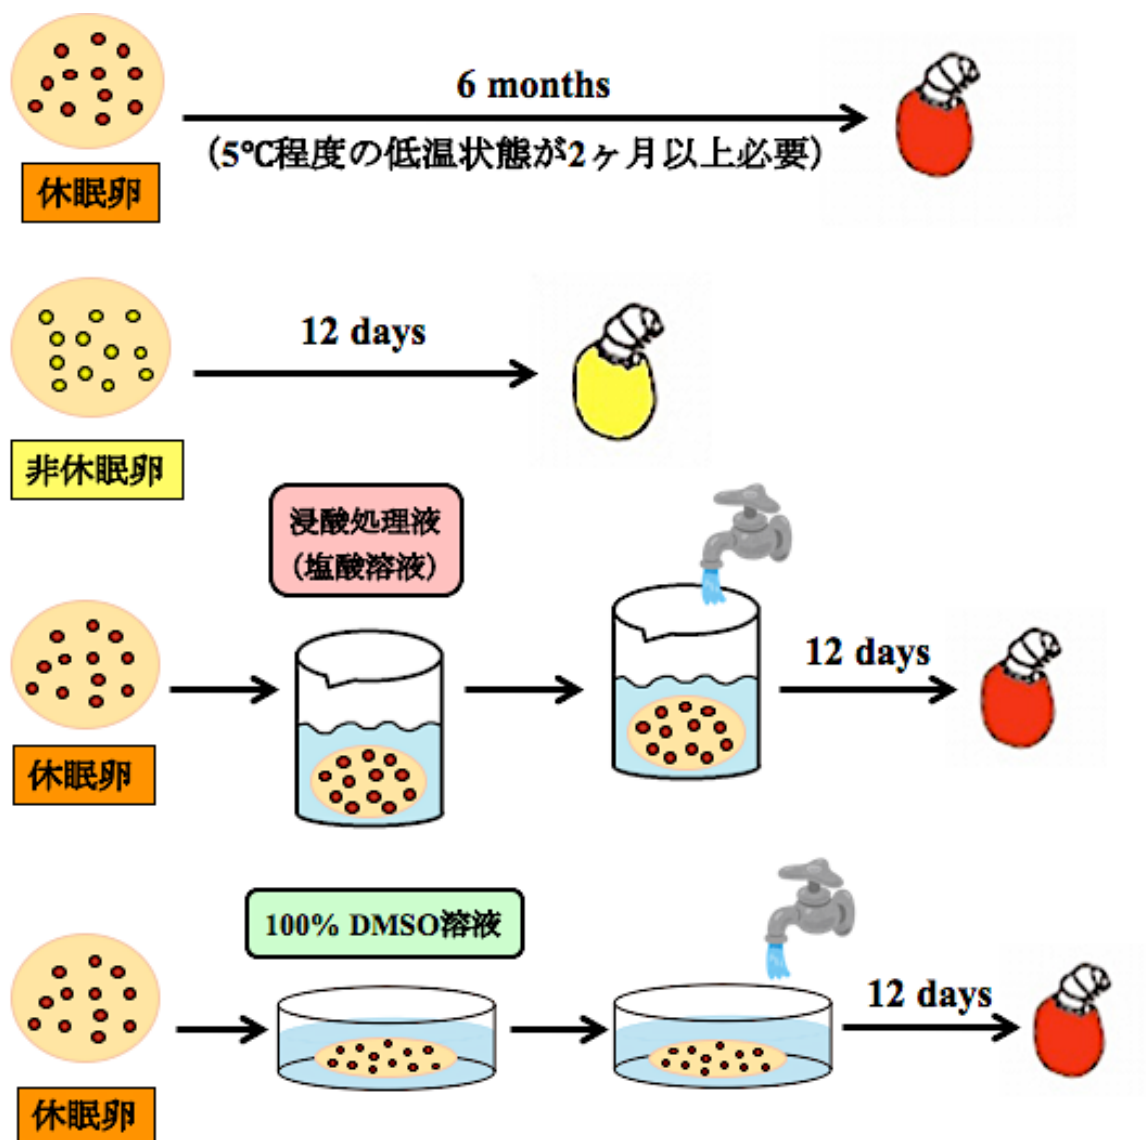 6 months
（5℃程度の低温状態が2ヶ月以上必要）
休眠卵
12 days
非休眠卵
浸酸処理液
（塩酸溶液）
12 days
休眠卵
100% DMSO溶液
12 days
休眠卵